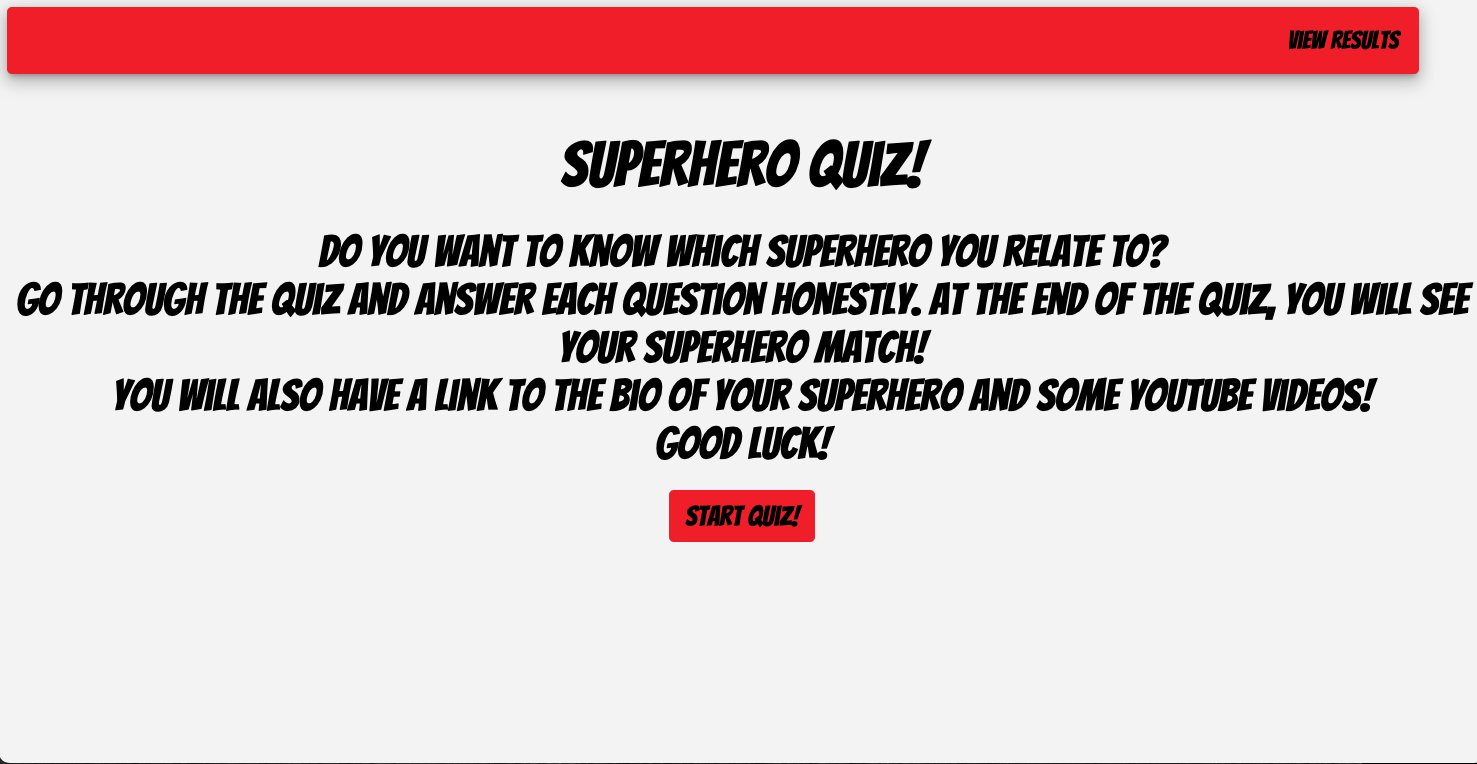 VIEW RESULTS
SUPERHERO QUIZ!
DO YOU WANT TO KNOW WHICH SUPERHERO YOU RELATE TO?
GO THROUGH THE QUIZ AND ANSWER EACH QUESTION HONESTLY. AT THE END OF THE QUIZ, YOU WILL SEE
YOUR SUPERHERO MATCH!
YOU WILL ALSO HAVE A LINK TO THE BIO OF YOUR SUPERHERO AND SOME YOUTUBE VIDEOS!
GOOD LUCK!
START QUIZ!